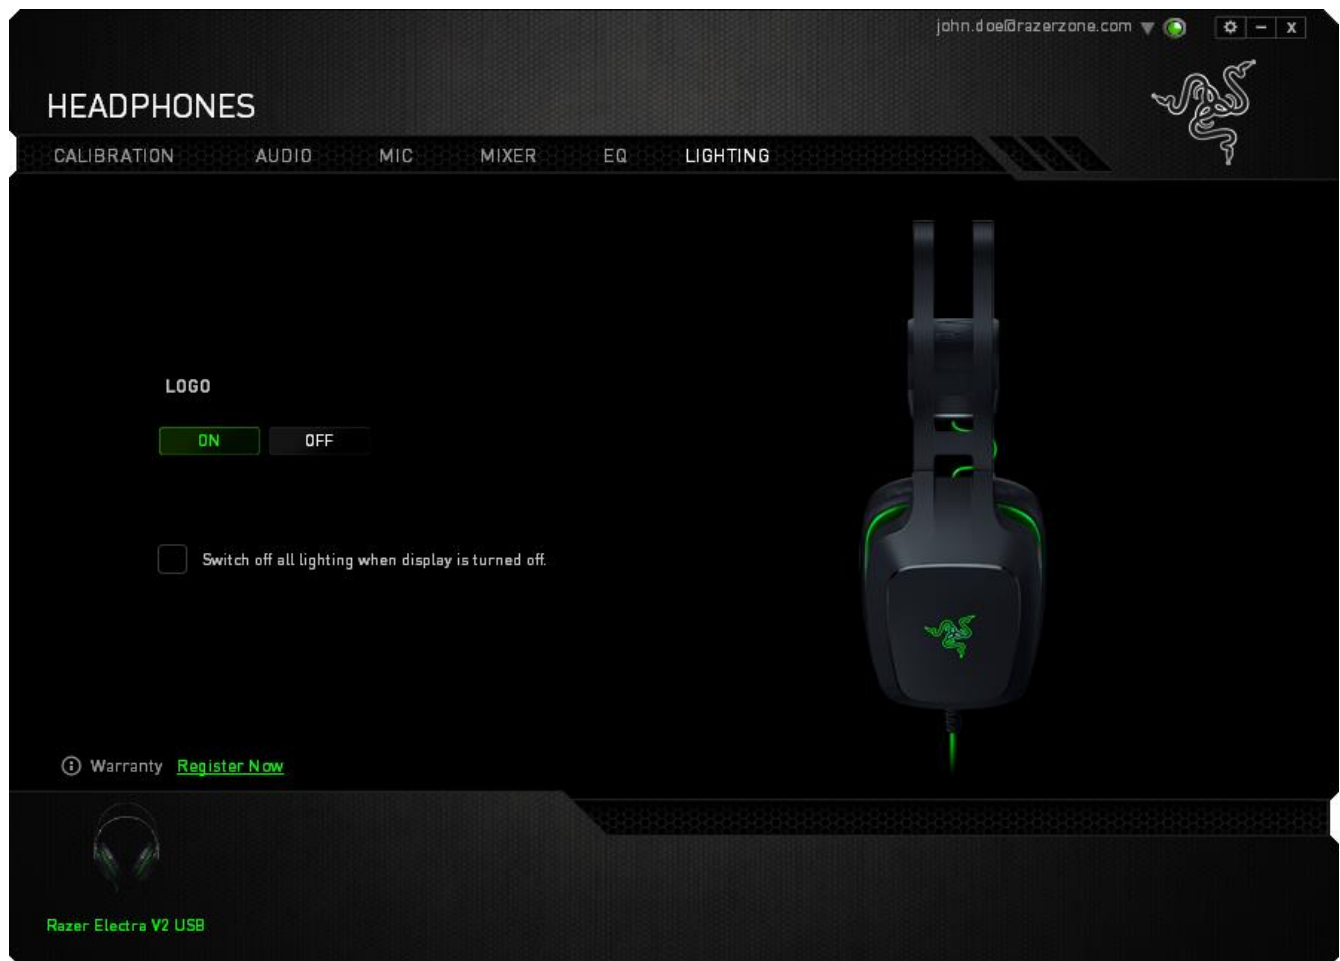 john.doe@razerzone.com
HEADPHONES
CALIBRATION AUDIO MIC MIXER EQ LIGHTING
LOGO
ON OFF
Switch off all lighting when display is turned off.
Warranty Register Now
Razer Electra V2 USB